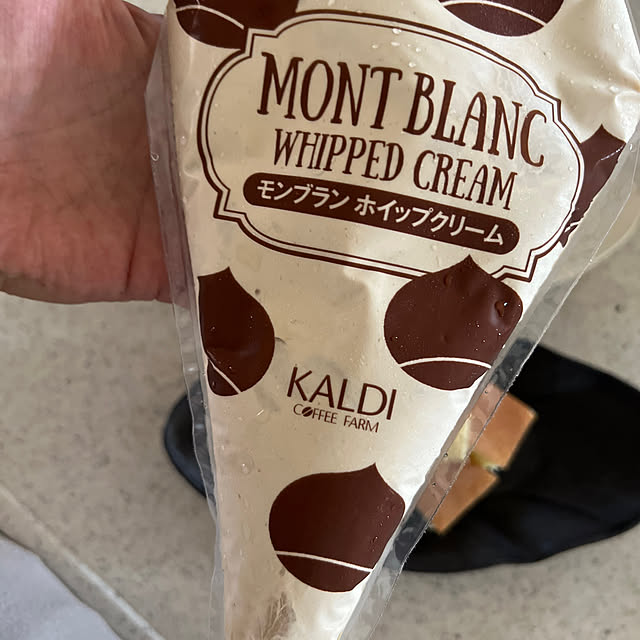 MONT BLANC
WHIPPED CREAM
モンブラン ホイップクリーム
KALDI
COFFEE FARM